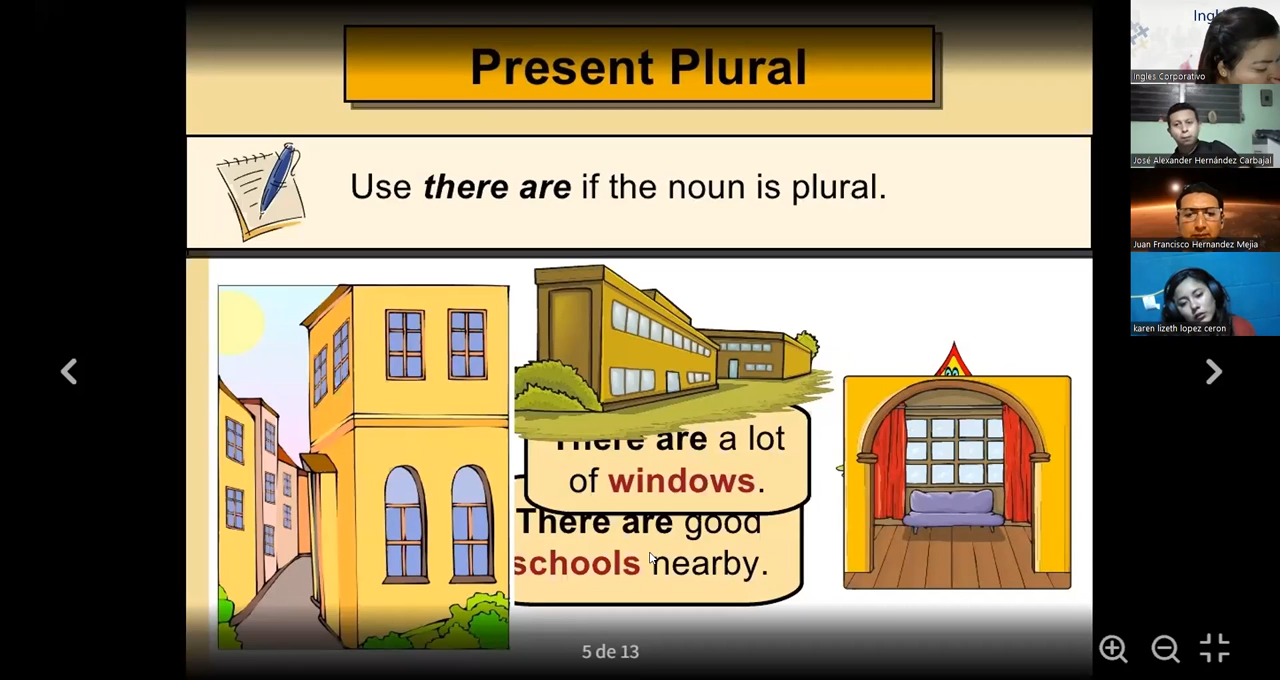 Present Plural
Use there are if the noun is plural.
There are a lot
of windows.
There are good
schools nearby.
5 de 13
Ingles Corporativo
José Alexander Hernández Carbajal
Juan Francisco Hernandez Mejia
karen lizeth lopez ceron